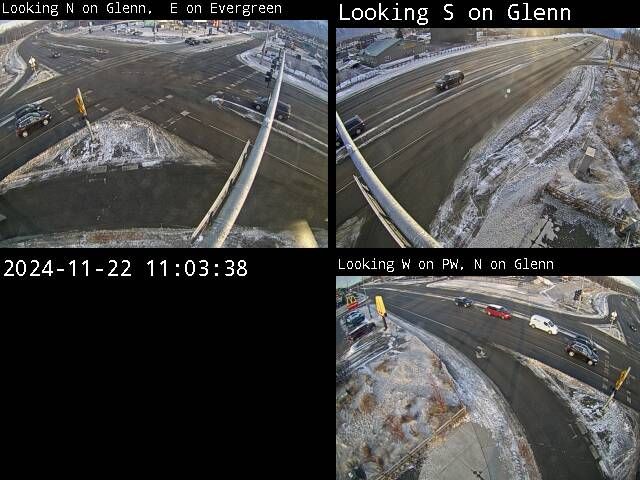 Looking N on Glenn,  E on Evergreen
Looking S on Glenn
2024-11-22 11:03:38
Looking W on PW, N on Glenn